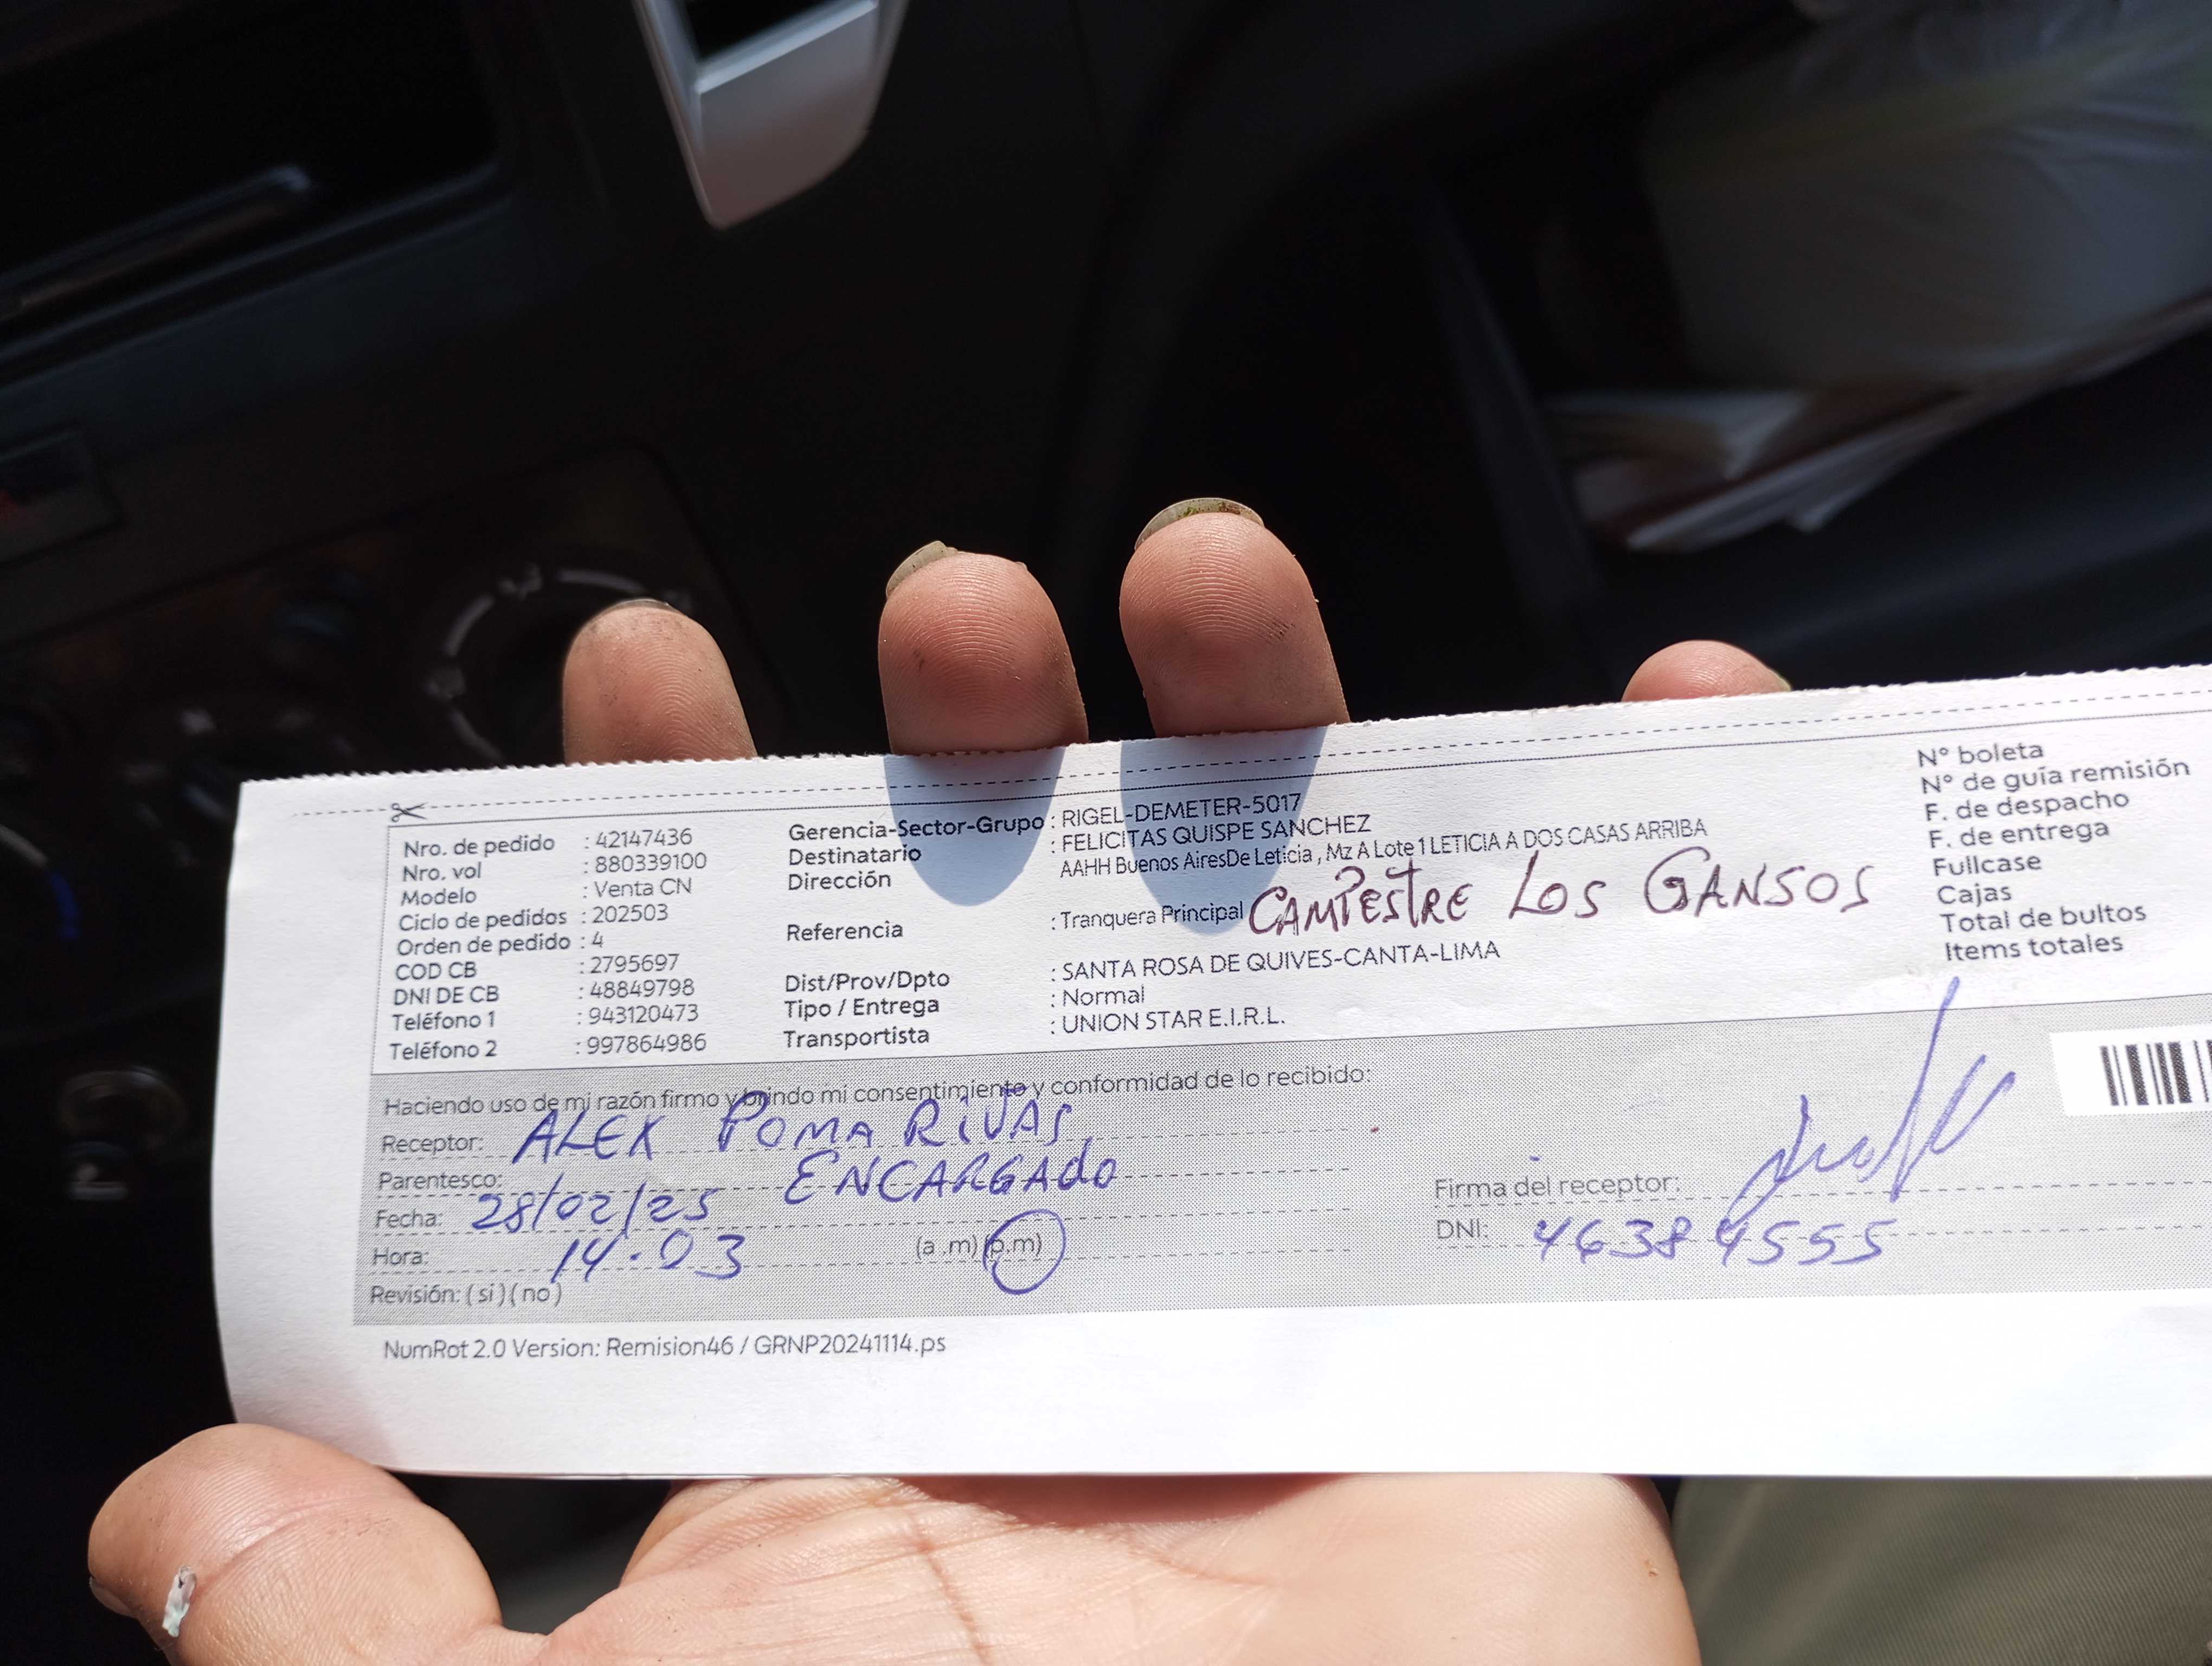 Nro. de pedido : 42147436
Nro. vol : 880339100
Modelo : Venta CN
Ciclo de pedidos : 202503
Orden de pedido : 4
COD CB : 2795697
DNI DE CB : 48849798
Teléfono 1 : 943120473
Teléfono 2 : 997864986
Gerencia-Sector-Grupo : RIGEL-DEMETER-5017
Destinatario : FELICITAS QUISPE SANCHEZ
Dirección AAHH Buenos AiresDe Leticia , Mz A Lote 1 LETICIA A DOS CASAS ARRIBA
Referencia : Tranquera Principal CAMPESTRE LOS GANSOS
Dist/Prov/Dpto : SANTA ROSA DE QUIVES-CANTA-LIMA
Tipo / Entrega : Normal
Transportista : UNION STAR E.I.R.L.
N° boleta
N° de guía remisión
F. de despacho
F. de entrega
Fullcase
Cajas
Total de bultos
Items totales
Haciendo uso de mi razón firmo y brindo mi consentimiento y conformidad de lo recibido:
Receptor: ALEX POMA RIVAS
Parentesco: ENCARGADO
Fecha: 28/02/25
Hora: 14.03 (a .m) (p.m)
Revisión: ( si ) ( no )
Firma del receptor:
DNI: 46384555
NumRot 2.0 Version: Remision46 / GRNP20241114.ps